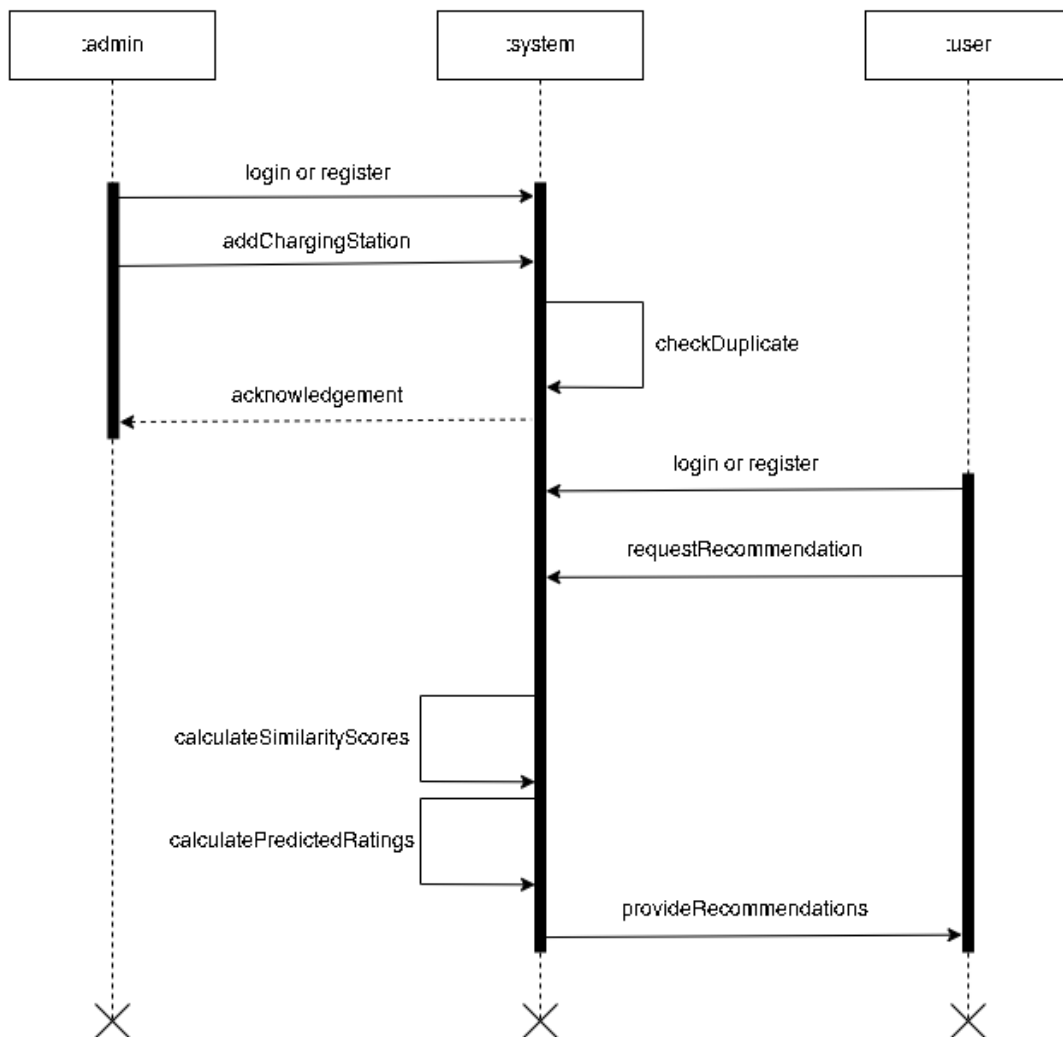 :admin
:system
:user
login or register
addChargingStation
checkDuplicate
acknowledgement
login or register
requestRecommendation
calculateSimilarityScores
calculatePredictedRatings
provideRecommendations